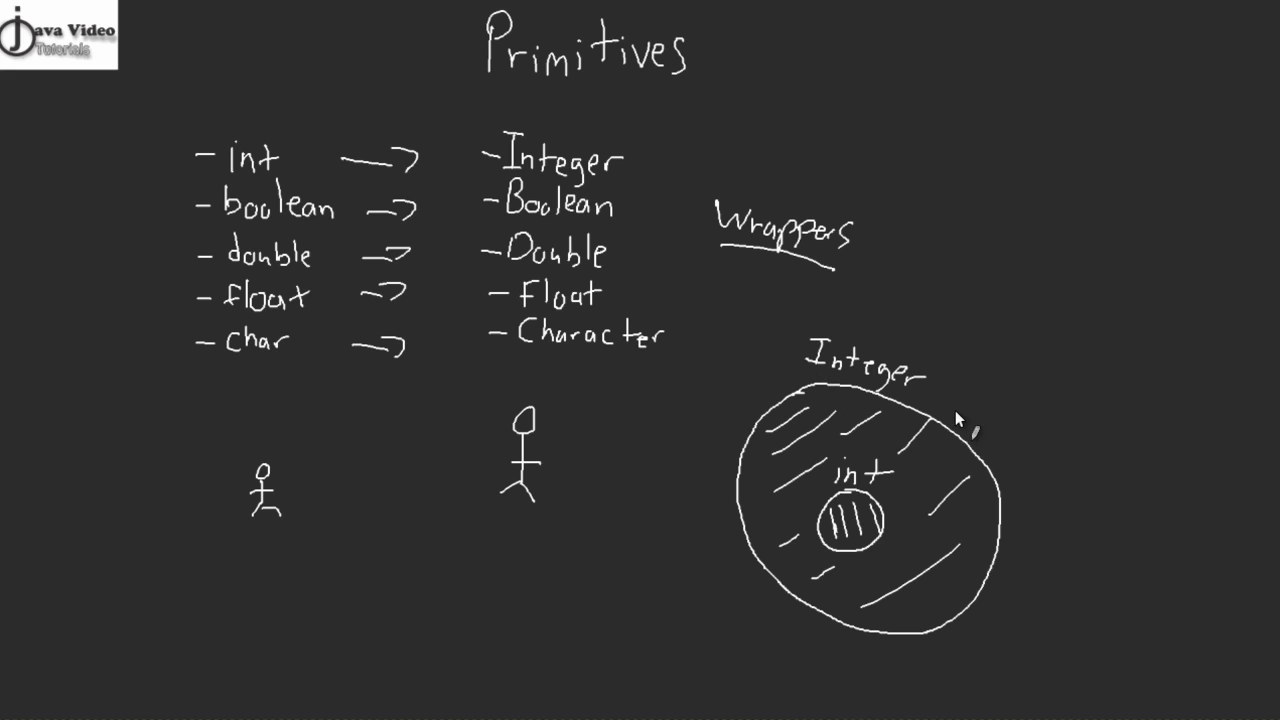 Java Video
Tutorials
Primitives
- int → - Integer
- boolean → - Boolean
- double → - Double
- float → - Float
- char → - Character
Wrappers
Integer
int